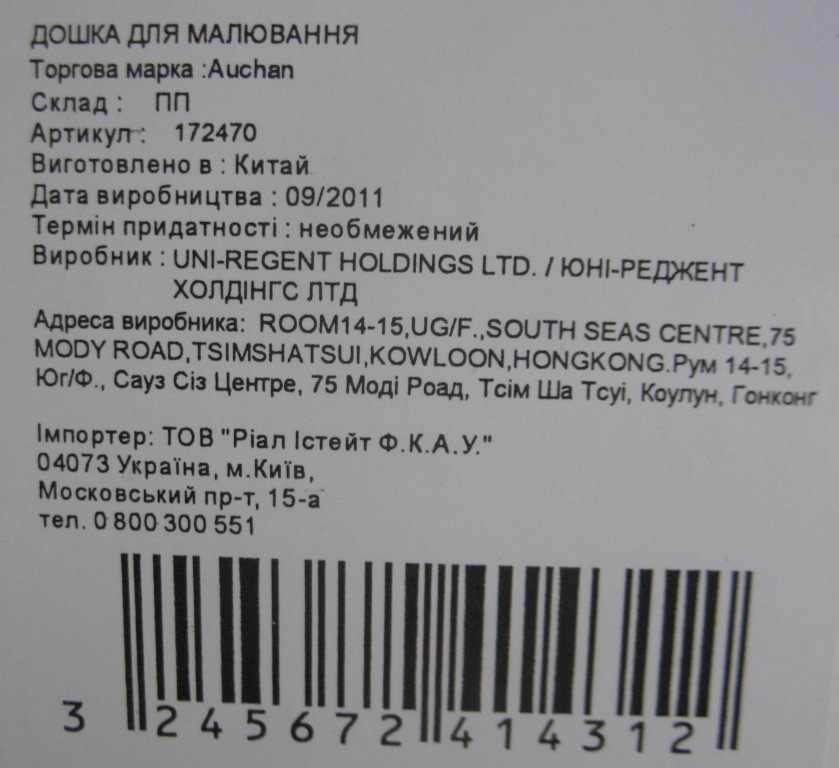 ДОШКА ДЛЯ МАЛЮВАННЯ
Торгова марка :Auchan
Склад : ПП
Артикул : 172470
Виготовлено в : Китай
Дата виробництва : 09/2011
Термін придатності : необмежений
Виробник : UNI-REGENT HOLDINGS LTD. / ЮНІ-РЕДЖЕНТ
ХОЛДІНГС ЛТД
Адреса виробника: ROOM14-15,UG/F.,SOUTH SEAS CENTRE,75
MODY ROAD,TSIMSHATSUI,KOWLOON,HONGKONG.Рум 14-15,
Юг/Ф., Сауз Сіз Центре, 75 Моді Роад, Тсім Ша Тсуі, Коулун, Гонконг
Імпортер: ТОВ "Ріал Істейт Ф.К.А.У."
04073 Україна, м.Київ,
Московський пр-т, 15-а
тел. 0 800 300 551
3 245672 414312